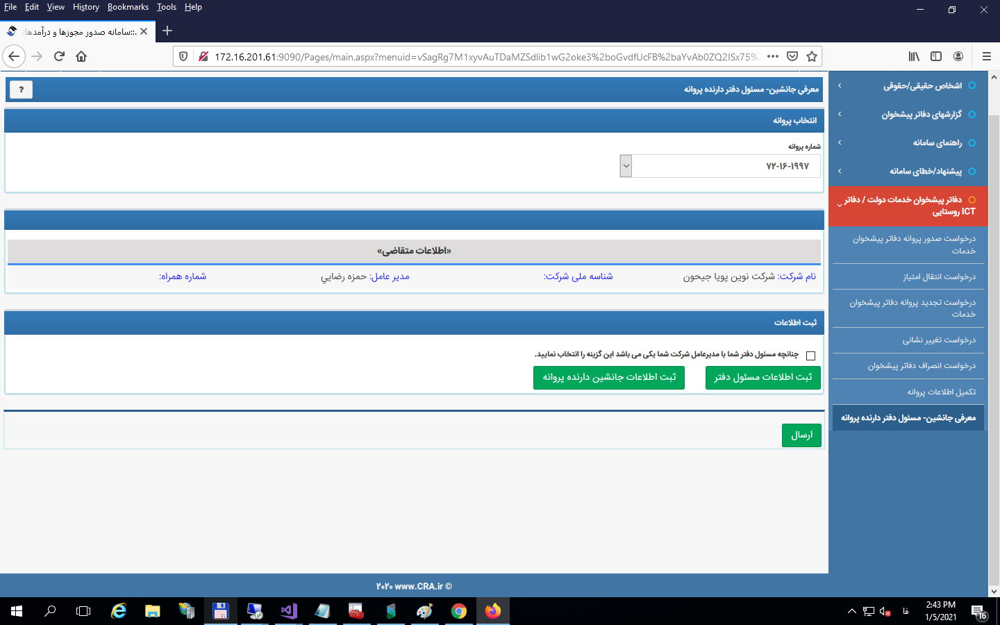 File Edit View History Bookmarks Tools Help
::سامانه صدور مجوزها و درآمدهای
172.16.201.61:9090/Pages/main.aspx?menuid=vSagRg7M1xyvAuTDaMZSdlib1wG2oke3%2boGvdfUcFB%2baYvAb0ZQ2ISx75%2
معرفي جانشین- مسئول دفتر دارنده پروانه
?
انتخاب پروانه
شماره پروانه
۷۲-۱۶-۱۹۹۷
«اطلاعات متقاضی»
نام شرکت: شرکت نوین پویا جیحون شناسه ملی شرکت: مدیر عامل: حمزه رضایي شماره همراه:
ثبت اطلاعات
چنانچه مسئول دفتر شما با مدیرعامل شرکت شما یکی می باشد این گزینه را انتخاب نمایید.
ثبت اطلاعات مسئول دفتر
ثبت اطلاعات جانشین دارنده پروانه
ارسال
اشخاص حقیقی/حقوقی
گزارشهای دفاتر پیشخوان
راهنمای سامانه
پیشنهاد/خطای سامانه
دفاتر پیشخوان خدمات دولت / دفاتر
ICT روستایی
درخواست صدور پروانه دفاتر پیشخوان
خدمات
درخواست انتقال امتیاز
درخواست تجدید پروانه دفاتر پیشخوان
خدمات
درخواست تغییر نشانی
درخواست انصراف دفاتر پیشخوان
تکمیل اطلاعات پروانه
معرفی جانشین- مسئول دفتر دارنده پروانه
© ۲۰۲۰ www.CRA.ir
فا
2:43 PM
1/5/2021
16